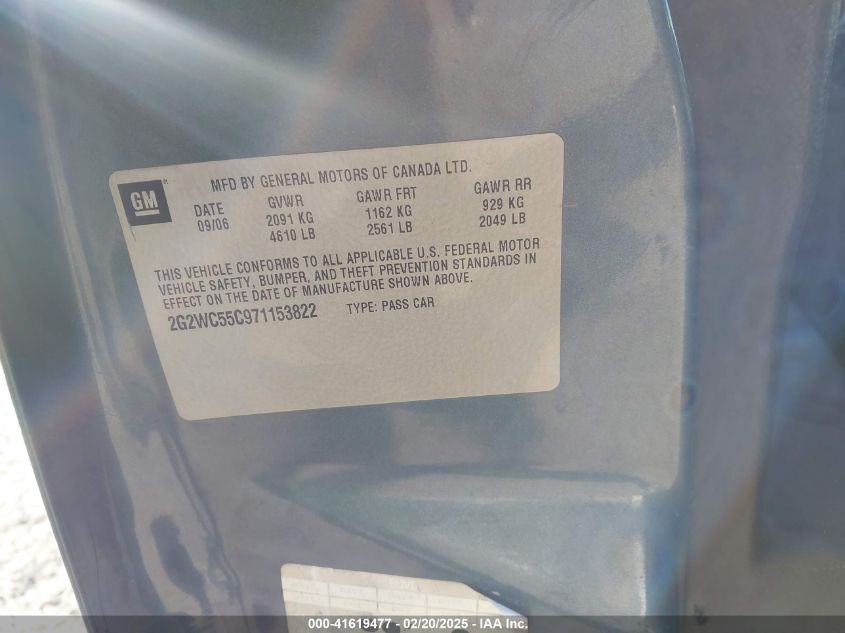 GM
MFD BY GENERAL MOTORS OF CANADA LTD.
DATE GVWR GAWR FRT GAWR RR
09/06 2091 KG 1162 KG 929 KG
4610 LB 2561 LB 2049 LB
THIS VEHICLE CONFORMS TO ALL APPLICABLE U.S. FEDERAL MOTOR
VEHICLE SAFETY, BUMPER, AND THEFT PREVENTION STANDARDS IN
EFFECT ON THE DATE OF MANUFACTURE SHOWN ABOVE.
2G2WC55C971153822 TYPE: PASS CAR
000-41619477 — 02/20/2025 — IAAI, Inc.